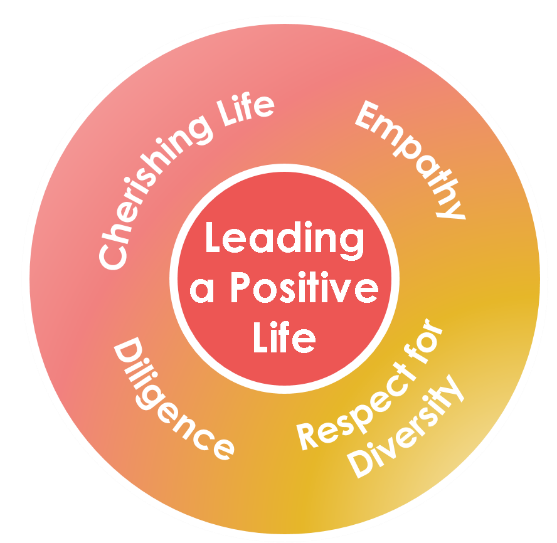 Cherishing Life
Empathy
Leading
a Positive
Life
Diligence
Respect for
Diversity